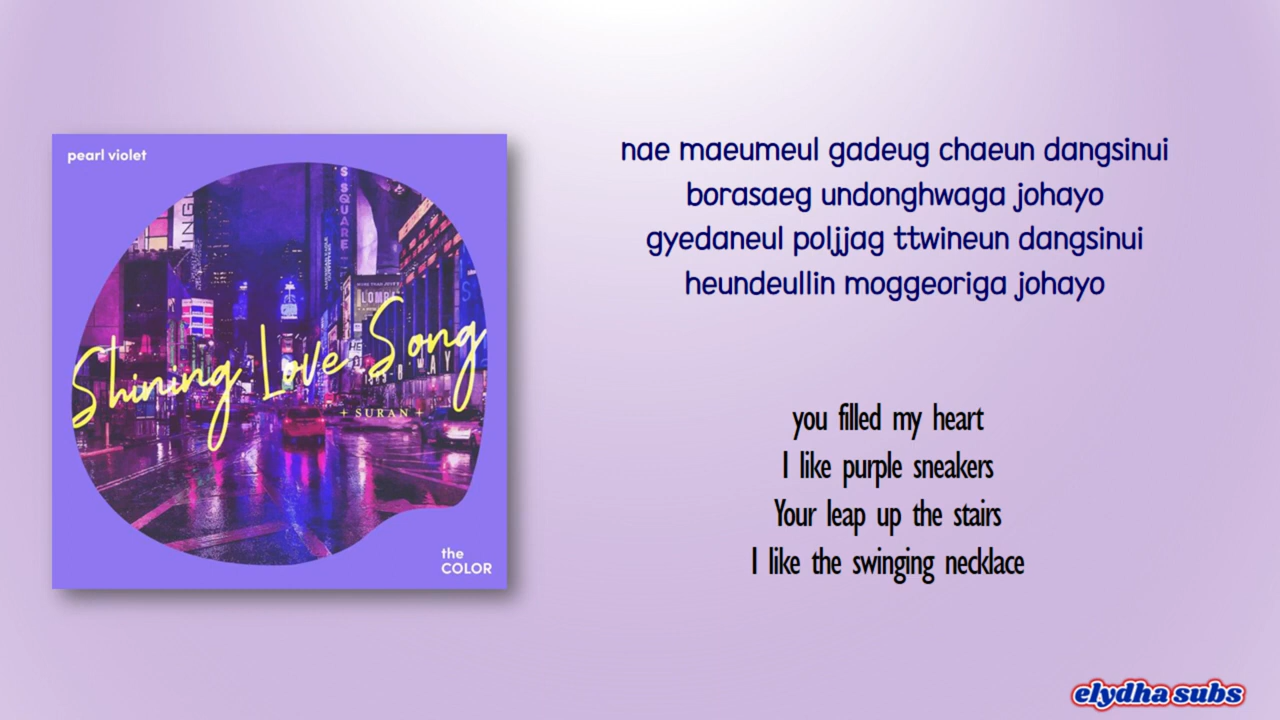 pearl violet
Shining Love Song
+ SURAN +
the
COLOR
S SQUARE
LOMB
nae maeumeul gadeug chaeun dangsinui
borasaeg undonghwaga johayo
gyedaneul poljjag ttwineun dangsinui
heundeullin moggeoriga johayo
you filled my heart
I like purple sneakers
Your leap up the stairs
I like the swinging necklace
elydha subs